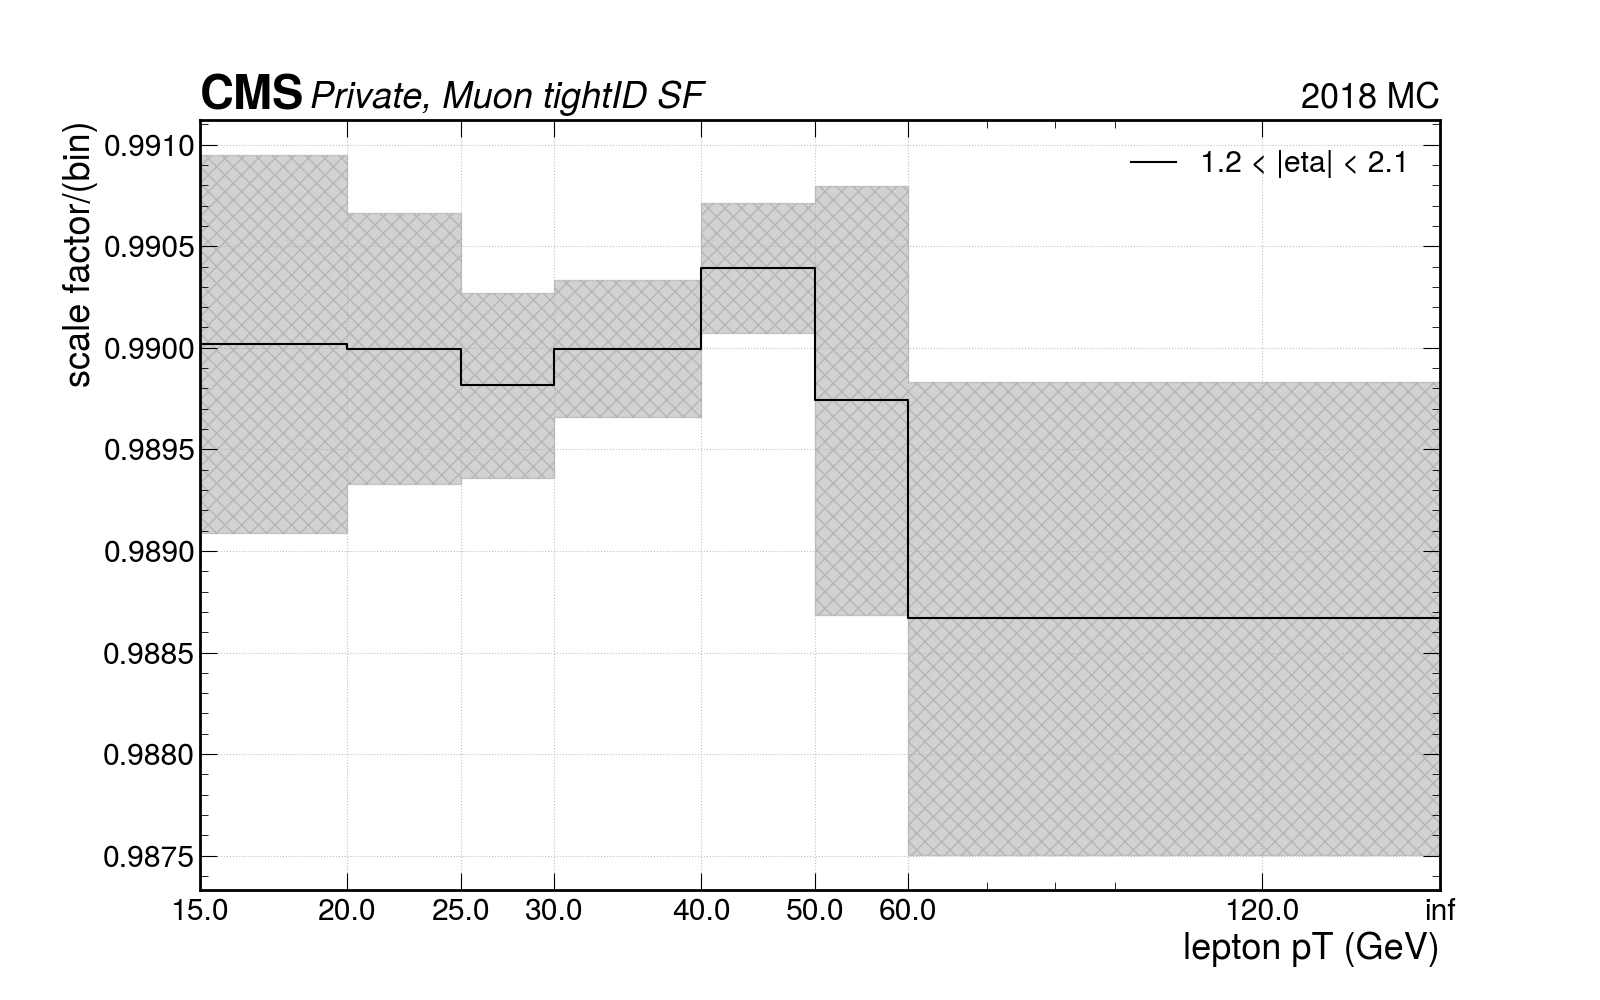 CMS Private, Muon tightID SF 2018 MC
scale factor/(bin)
0.9910
0.9905
0.9900
0.9895
0.9890
0.9885
0.9880
0.9875
1.2 < |eta| < 2.1
15.0 20.0 25.0 30.0 40.0 50.0 60.0 120.0 inf
lepton pT (GeV)